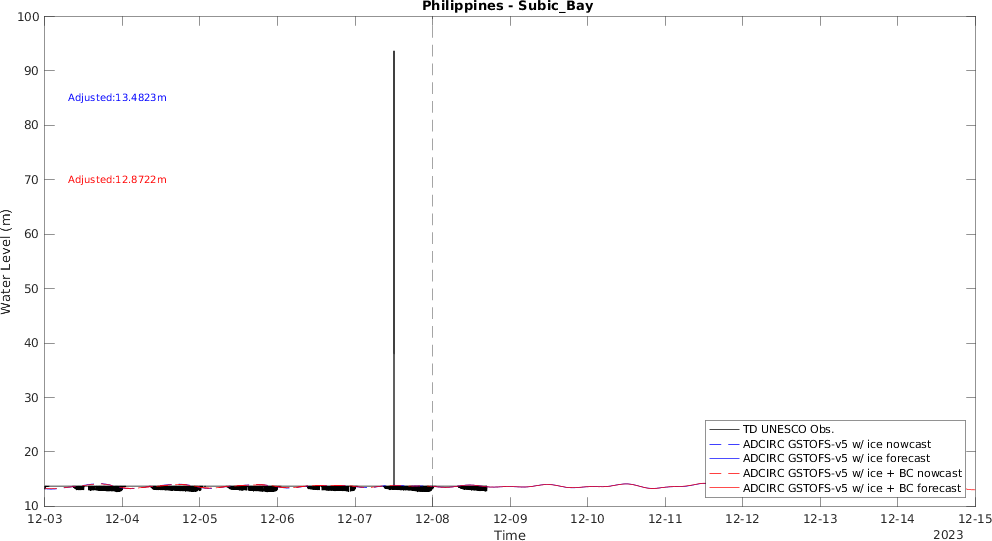 Philippines - Subic_Bay
100
90
80
70
60
50
40
30
20
10
Water Level (m)
Adjusted:13.4823m
Adjusted:12.8722m
TD UNESCO Obs.
ADCIRC GSTOFS-v5 w/ ice nowcast
ADCIRC GSTOFS-v5 w/ ice forecast
ADCIRC GSTOFS-v5 w/ ice + BC nowcast
ADCIRC GSTOFS-v5 w/ ice + BC forecast
12-03 12-04 12-05 12-06 12-07 12-08 12-09 12-10 12-11 12-12 12-13 12-14 12-15
Time
2023